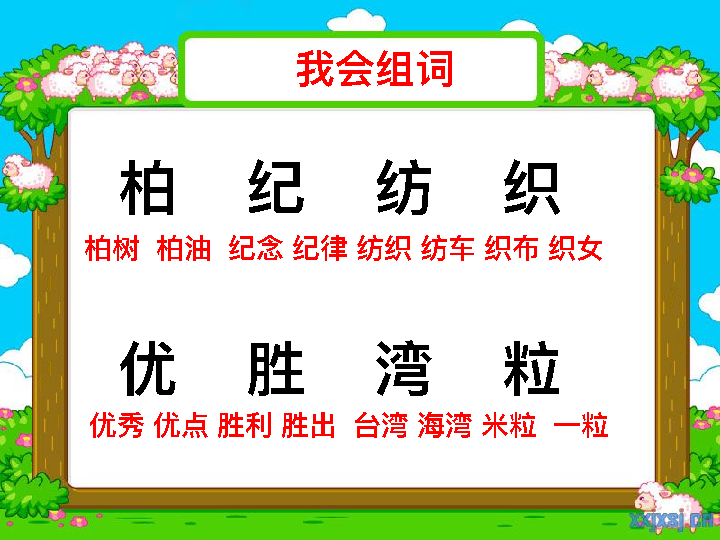 我会组词
柏 纪 纺 织
柏树 柏油 纪念 纪律 纺织 纺车 织布 织女
优 胜 湾 粒
优秀 优点 胜利 胜出 台湾 海湾 米粒 一粒
xxjxsj.cn